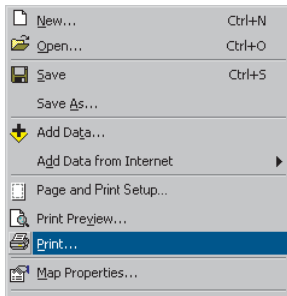 New... Ctrl+N
Open... Ctrl+O
Save Ctrl+S
Save As...
Add Data...
Add Data from Internet
Page and Print Setup...
Print Preview...
Print...
Map Properties...